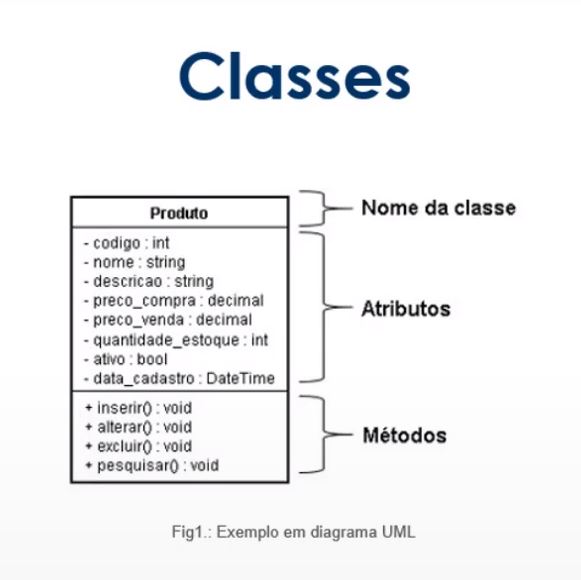 Classes
Produto
Nome da classe
- codigo : int
- nome : string
- descricao : string
- preco_compra : decimal
- preco_venda : decimal
- quantidade_estoque : int
- ativo : bool
- data_cadastro : DateTime
Atributos
+ inserir() : void
+ alterar() : void
+ excluir() : void
+ pesquisar() : void
Métodos
Fig1.: Exemplo em diagrama UML